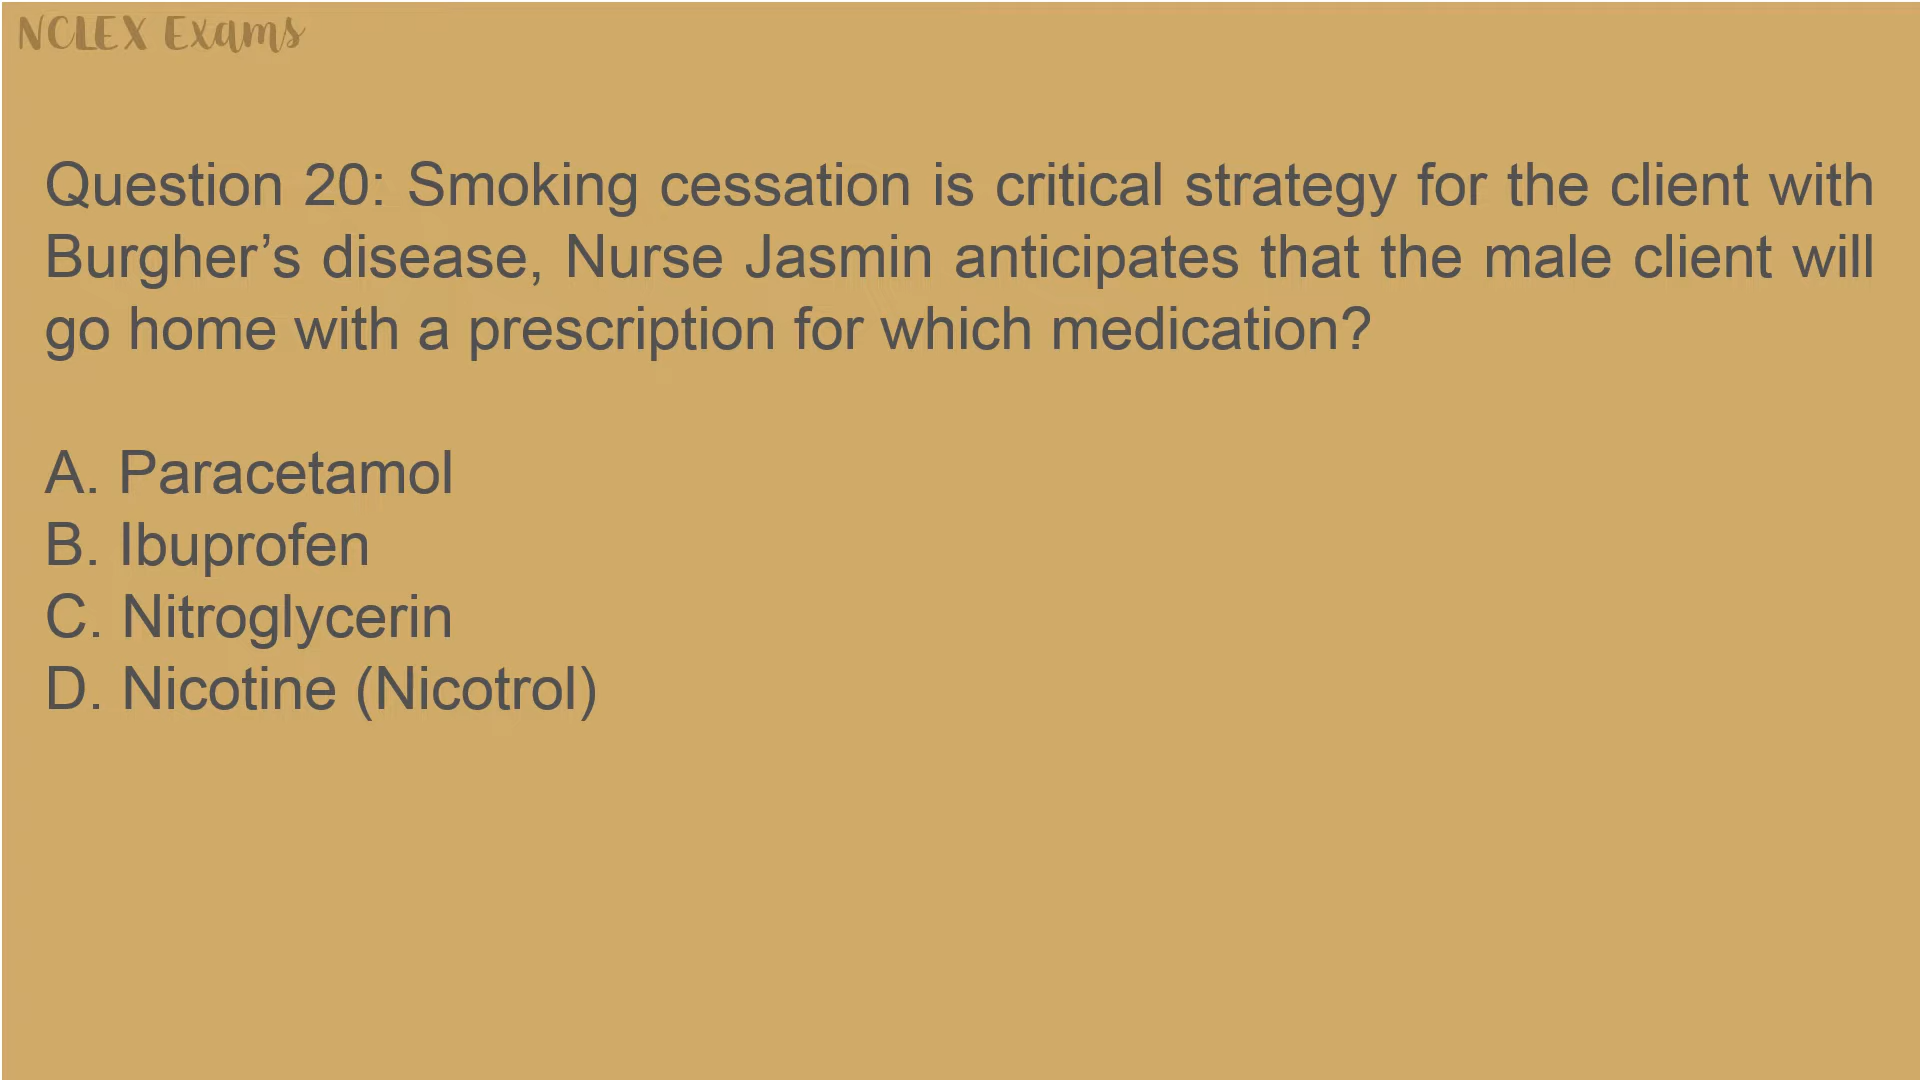 NCLEX Exams
Question 20: Smoking cessation is critical strategy for the client with
Burgher’s disease, Nurse Jasmin anticipates that the male client will
go home with a prescription for which medication?
A. Paracetamol
B. Ibuprofen
C. Nitroglycerin
D. Nicotine (Nicotrol)